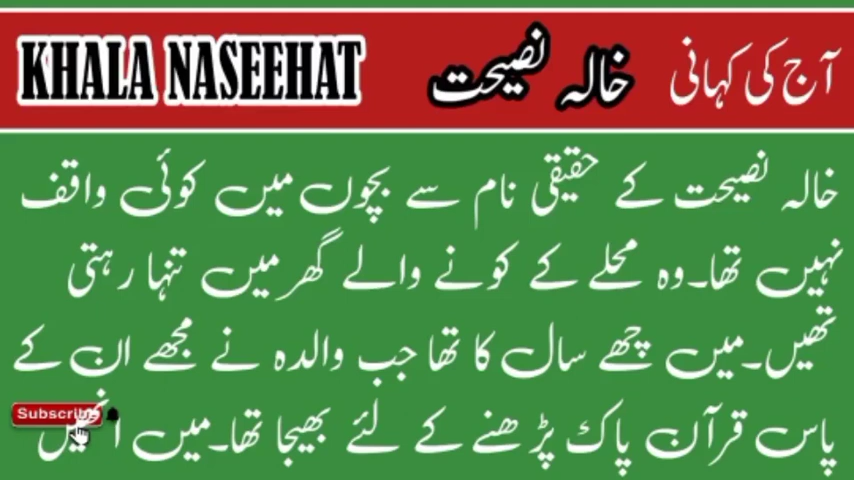 آج کی کہانی خالہ نصیحت KHALA NASEEHAT
خالہ نصیحت کے حقیقی نام سے بچوں میں کوئی واقف
نہیں تھا۔وہ محلے کے کونے والے گھر میں تنہا رہتی
تھیں۔میں چھے سال کا تھا جب والدہ نے مجھے ان کے
پاس قرآن پاک پڑھنے کے لئے بھیجا تھا۔میں انھیں
Subscribe